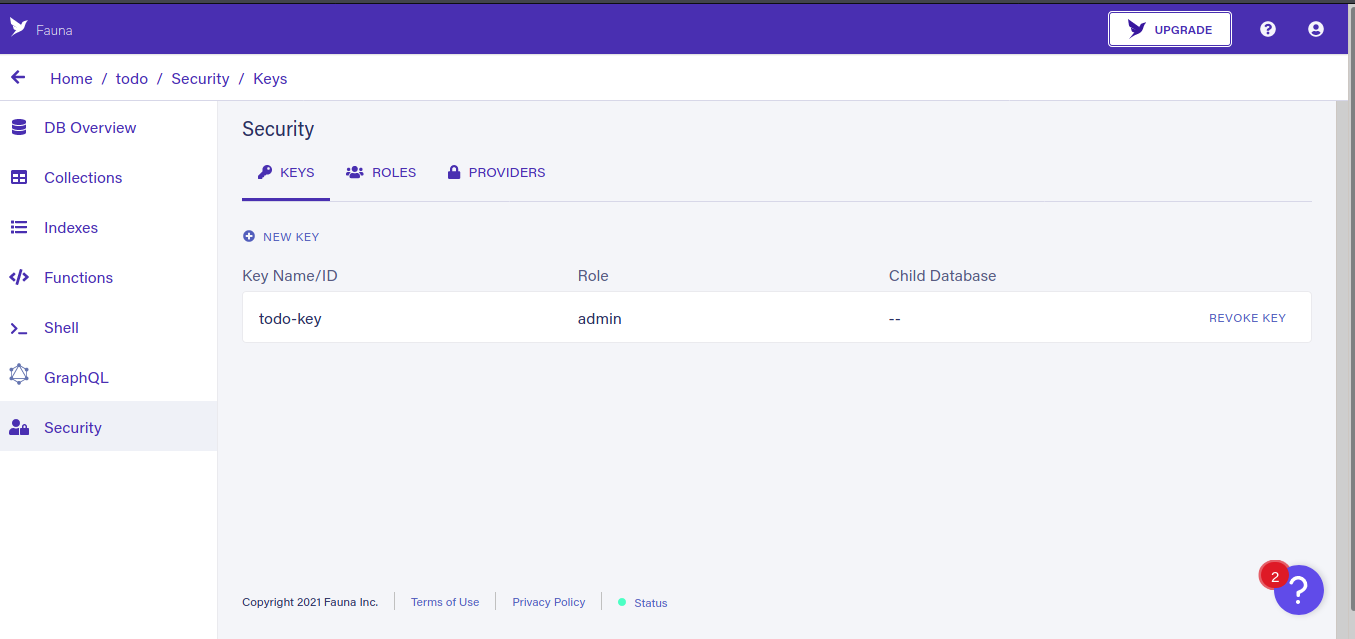 Fauna
UPGRADE
Home / todo / Security / Keys
DB Overview
Collections
Indexes
Functions
Shell
GraphQL
Security
Security
KEYS ROLES PROVIDERS
NEW KEY
Key Name/ID Role Child Database
todo-key admin -- REVOKE KEY
Copyright 2021 Fauna Inc. Terms of Use Privacy Policy Status
2
?